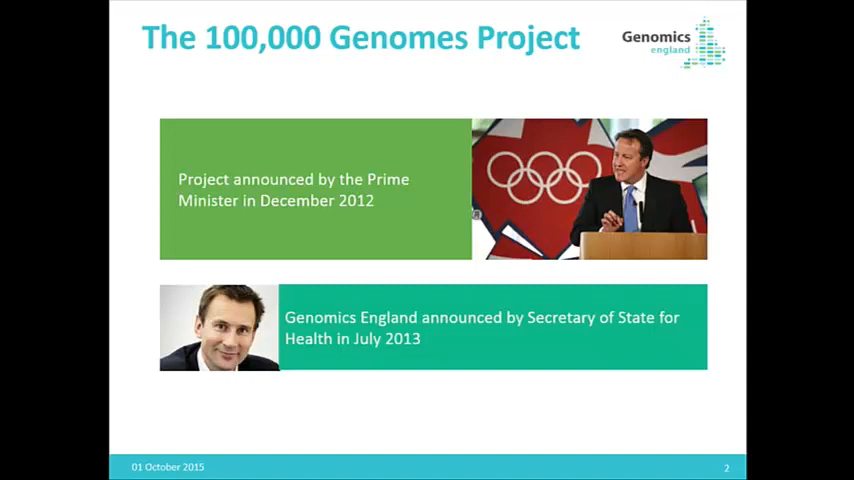 The 100,000 Genomes Project
Genomics
england
Project announced by the Prime
Minister in December 2012
Genomics England announced by Secretary of State for
Health in July 2013
01 October 2015
2